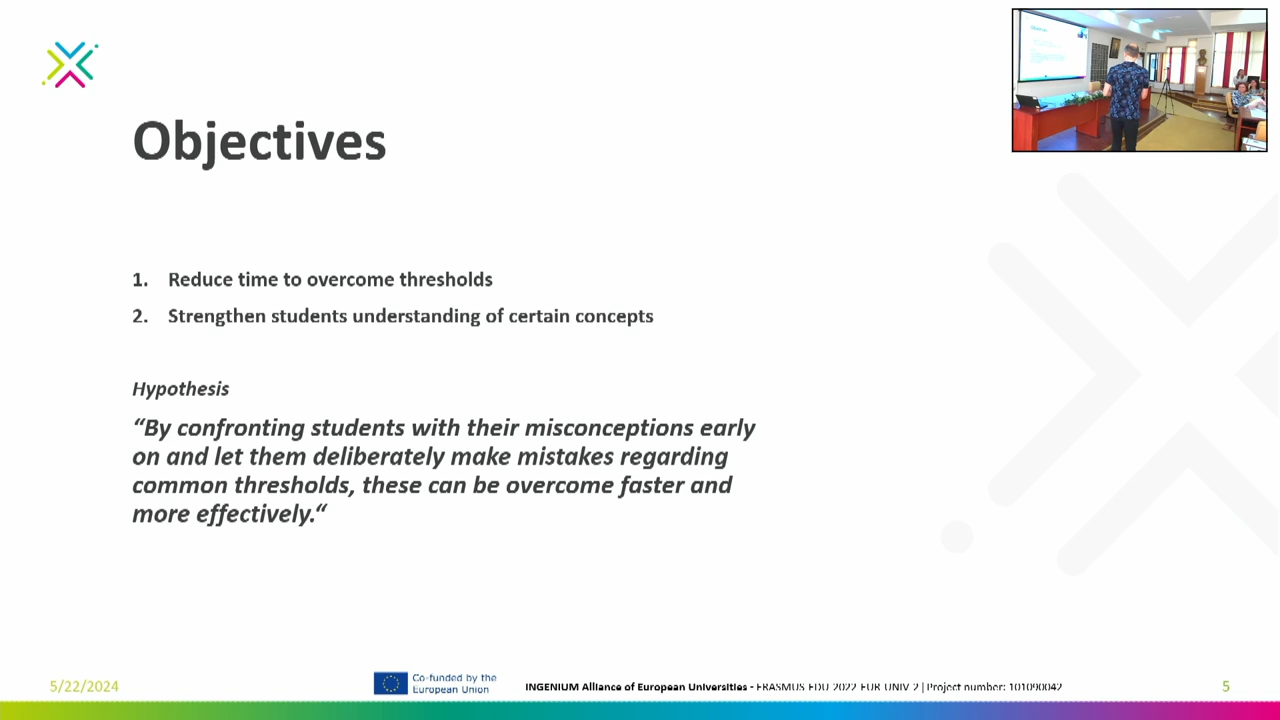 Objectives
1. Reduce time to overcome thresholds
2. Strengthen students understanding of certain concepts
Hypothesis
“By confronting students with their misconceptions early
on and let them deliberately make mistakes regarding
common thresholds, these can be overcome faster and
more effectively.“
5/22/2024
Co-funded by the
European Union
INGENIUM Alliance of European Universities - ERASMUS-EDU-2022-EUR-UNIV-2 | Project number: 101090042
5